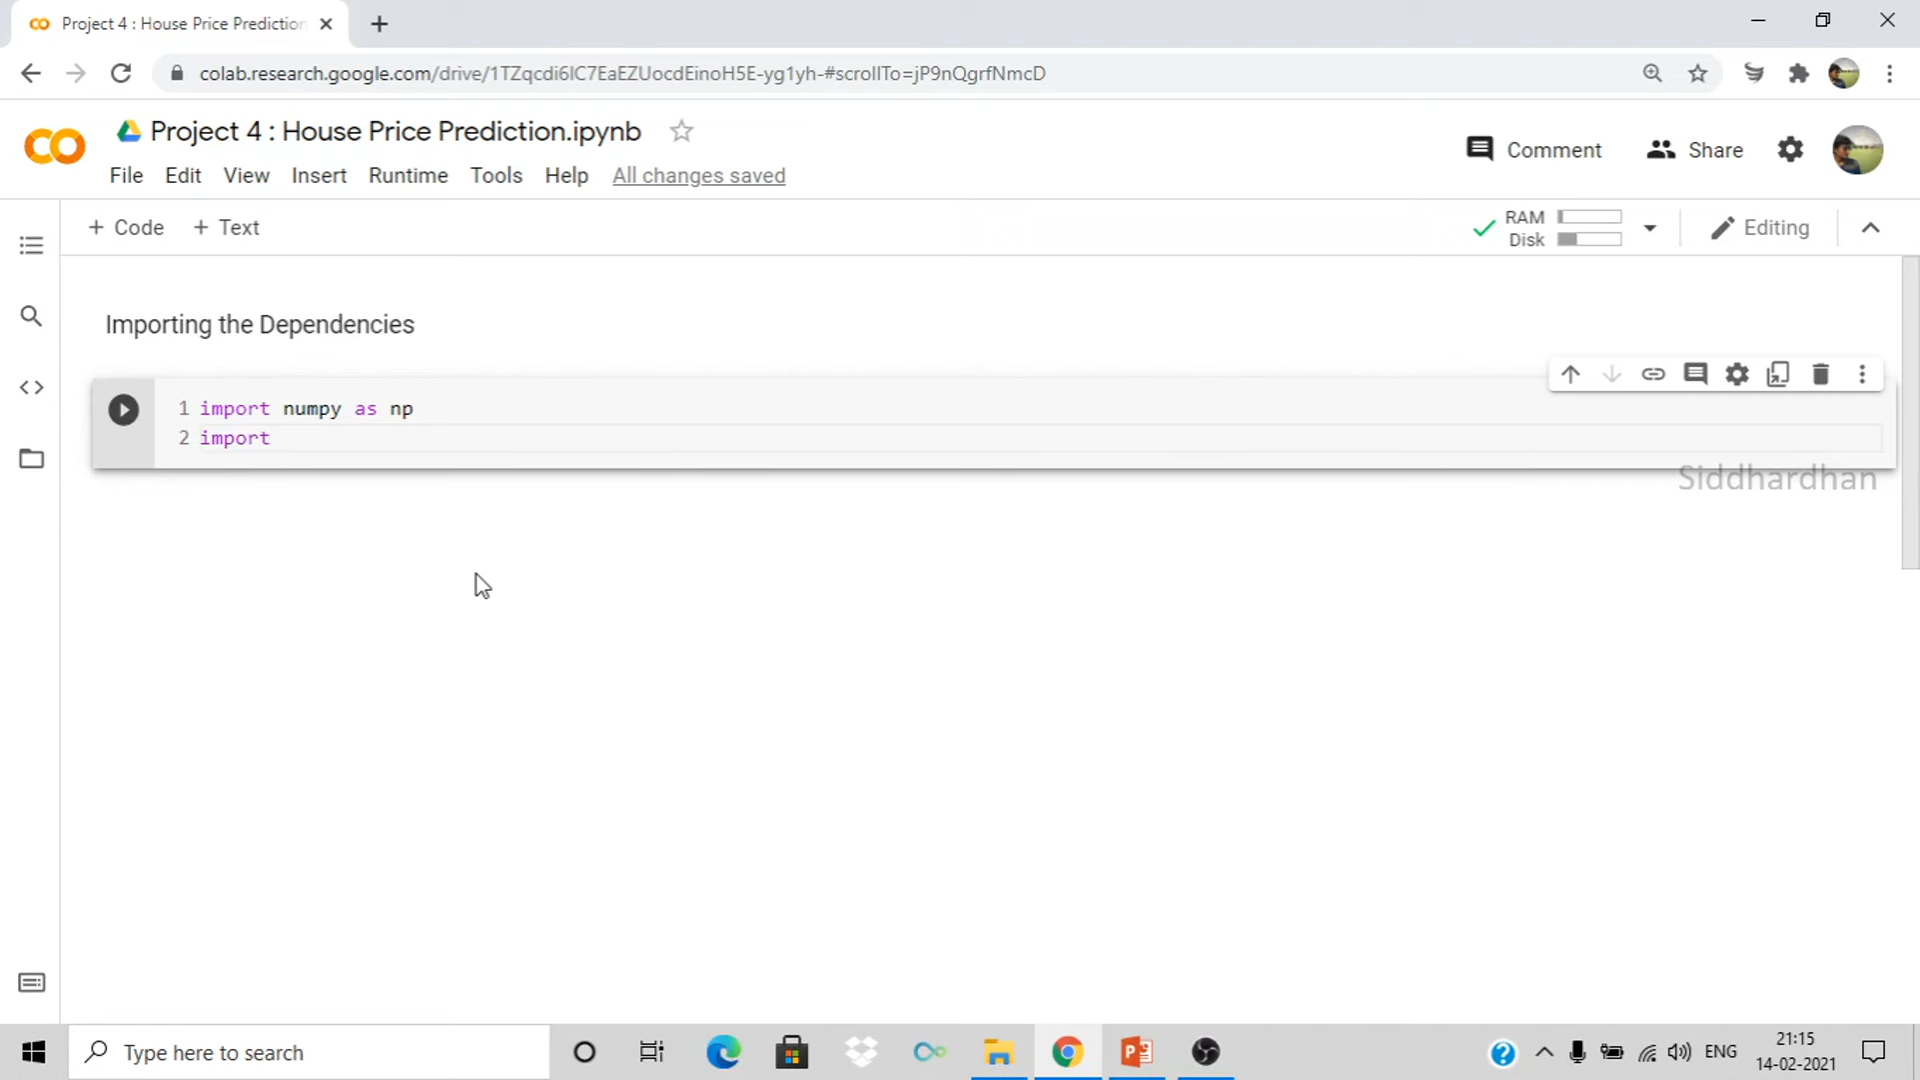 Project 4 : House Price Prediction
colab.research.google.com/drive/1TZqcdi6IC7EaEZUocdEinoH5E-yg1yh-#scrollTo=jP9nQgrfNmcD
Project 4 : House Price Prediction.ipynb
Comment
Share
File Edit View Insert Runtime Tools Help All changes saved
+ Code + Text
RAM
Disk
Editing
Importing the Dependencies
1 import numpy as np
2 import
Siddhardhan
Type here to search
ENG
21:15
14-02-2021